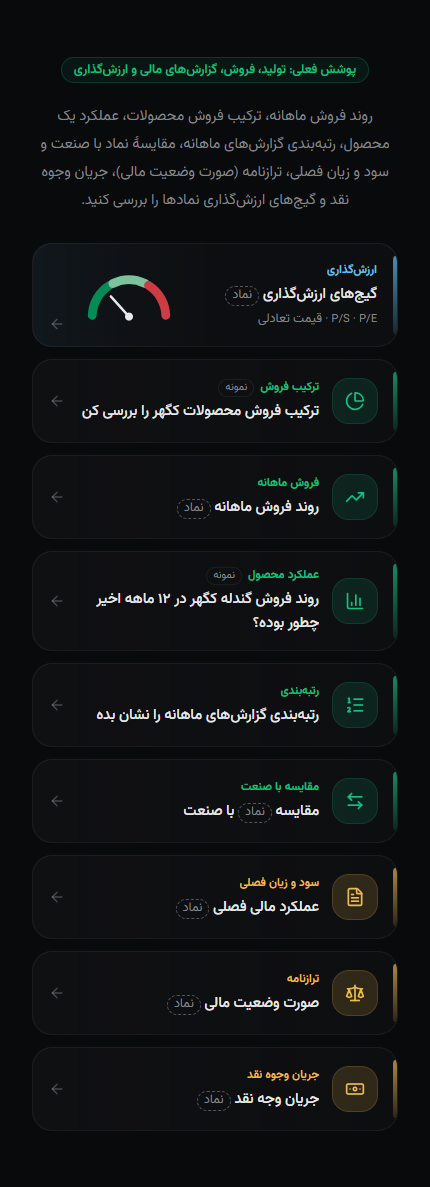 پوشش فعلی: تولید، فروش، گزارش‌های مالی و ارزش‌گذاری
روند فروش ماهانه، ترکیب فروش محصولات، عملکرد یک
محصول، رتبه‌بندی گزارش‌های ماهانه، مقایسهٔ نماد با صنعت و
سود و زیان فصلی، ترازنامه (صورت وضعیت مالی)، جریان وجوه
نقد و گیج‌های ارزش‌گذاری نمادها را بررسی کنید.
ارزش‌گذاری
گیج‌های ارزش‌گذاری نماد
P/E · P/S · قیمت تعادلی
ترکیب فروش نمونه
ترکیب فروش محصولات کگهر را بررسی کن
فروش ماهانه
روند فروش ماهانه نماد
عملکرد محصول نمونه
روند فروش گندله کگهر در ۱۲ ماهه اخیر
چطور بوده؟
رتبه‌بندی
رتبه‌بندی گزارش‌های ماهانه را نشان بده
مقایسه با صنعت
مقایسه نماد با صنعت
سود و زیان فصلی
عملکرد مالی فصلی نماد
ترازنامه
صورت وضعیت مالی نماد
جریان وجوه نقد
جریان وجه نقد نماد